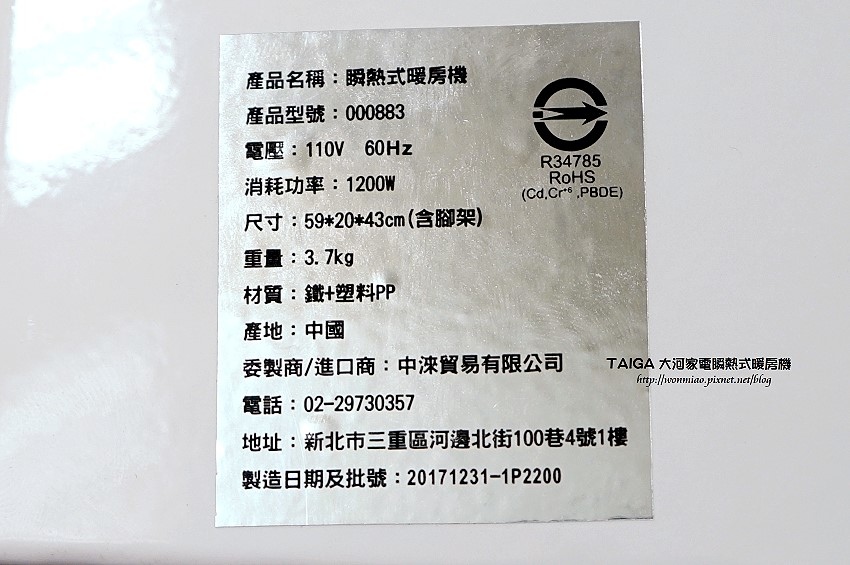 產品名稱：瞬熱式暖房機
產品型號：000883
電壓：110V 60Hz
消耗功率：1200W
尺寸：59*20*43cm(含腳架)
重量：3.7kg
材質：鐵+塑料PP
產地：中國
委製商/進口商：中淶貿易有限公司
電話：02-29730357
地址：新北市三重區河邊北街100巷4號1樓
製造日期及批號：20171231-1P2200
R34785
RoHS
(Cd,Cr⁺⁶,PBDE)
TAIGA 大河家電瞬熱式暖房機
http://wonmiao.pixnet.net/blog